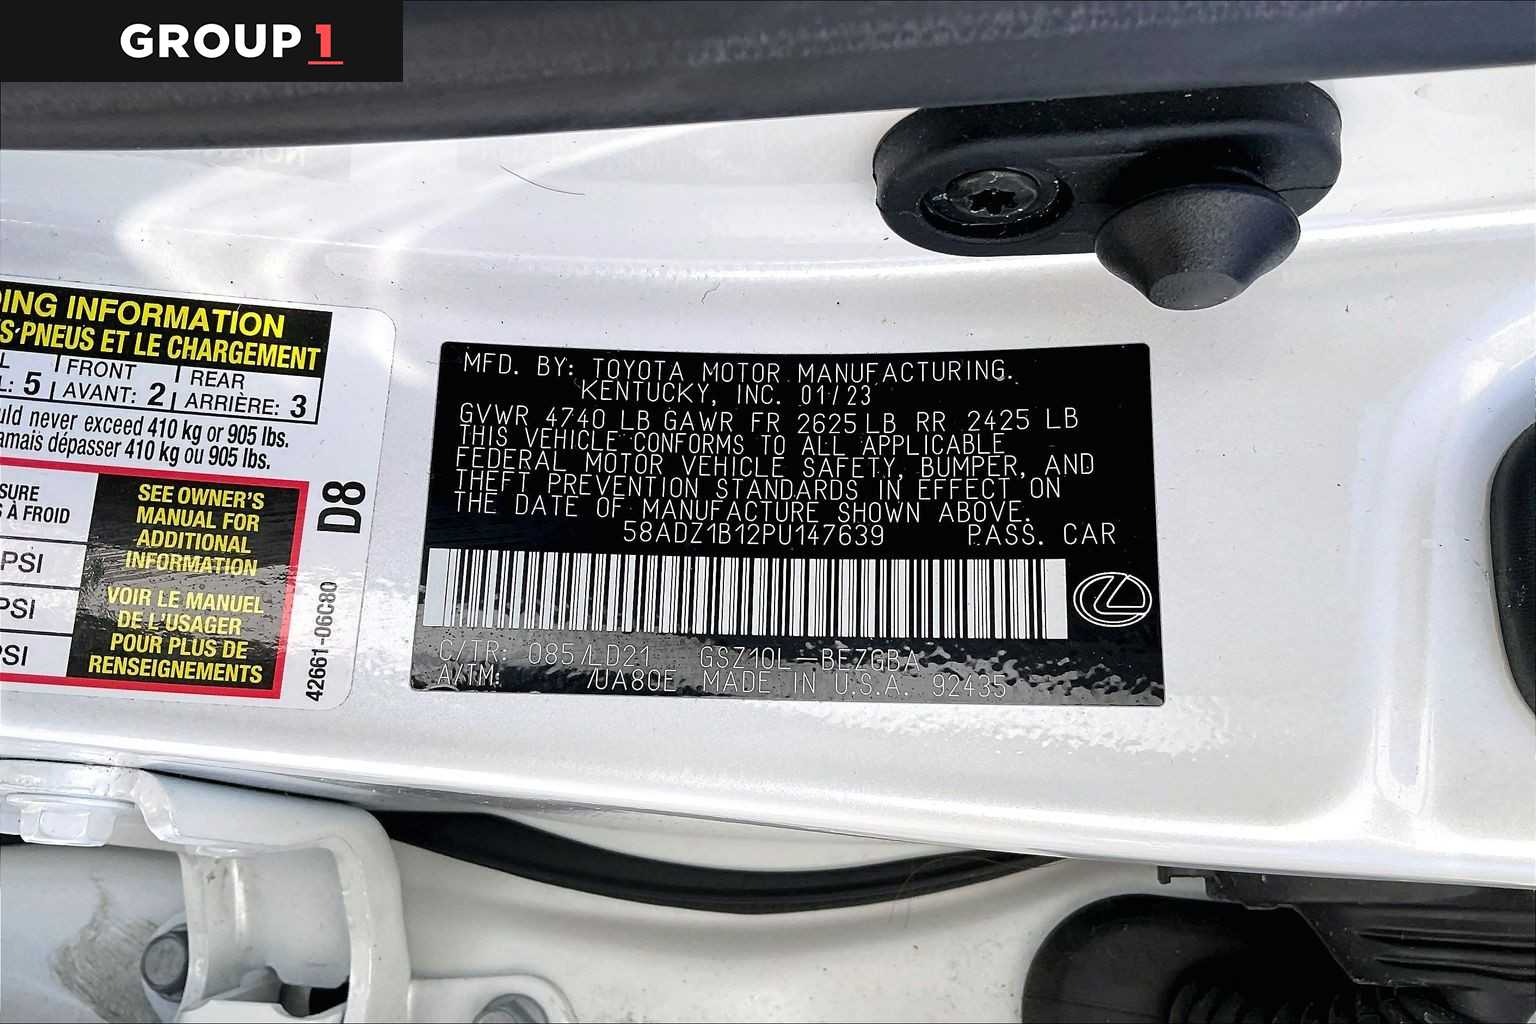 GROUP 1
DING INFORMATION
S PNEUS ET LE CHARGEMENT
L FRONT REAR
L: 5 AVANT: 2 ARRIÈRE: 3
uld never exceed 410 kg or 905 lbs.
amais dépasser 410 kg ou 905 lbs.
SURE
S À FROID
PSI
PSI
PSI
SEE OWNER'S
MANUAL FOR
ADDITIONAL
INFORMATION
VOIR LE MANUEL
DE L'USAGER
POUR PLUS DE
RENSEIGNEMENTS
D8
42661-06C80
MFD. BY: TOYOTA MOTOR MANUFACTURING.
KENTUCKY, INC. 01/23
GVWR 4740 LB GAWR FR 2625 LB RR 2425 LB
THIS VEHICLE CONFORMS TO ALL APPLICABLE
FEDERAL MOTOR VEHICLE SAFETY, BUMPER, AND
THEFT PREVENTION STANDARDS IN EFFECT ON
THE DATE OF MANUFACTURE SHOWN ABOVE.
58ADZ1B12PU147639 PASS. CAR
C/TR: 085/LD21 GSZ10L-BEZGBA
A/TM: /UA80E MADE IN U.S.A. 92435